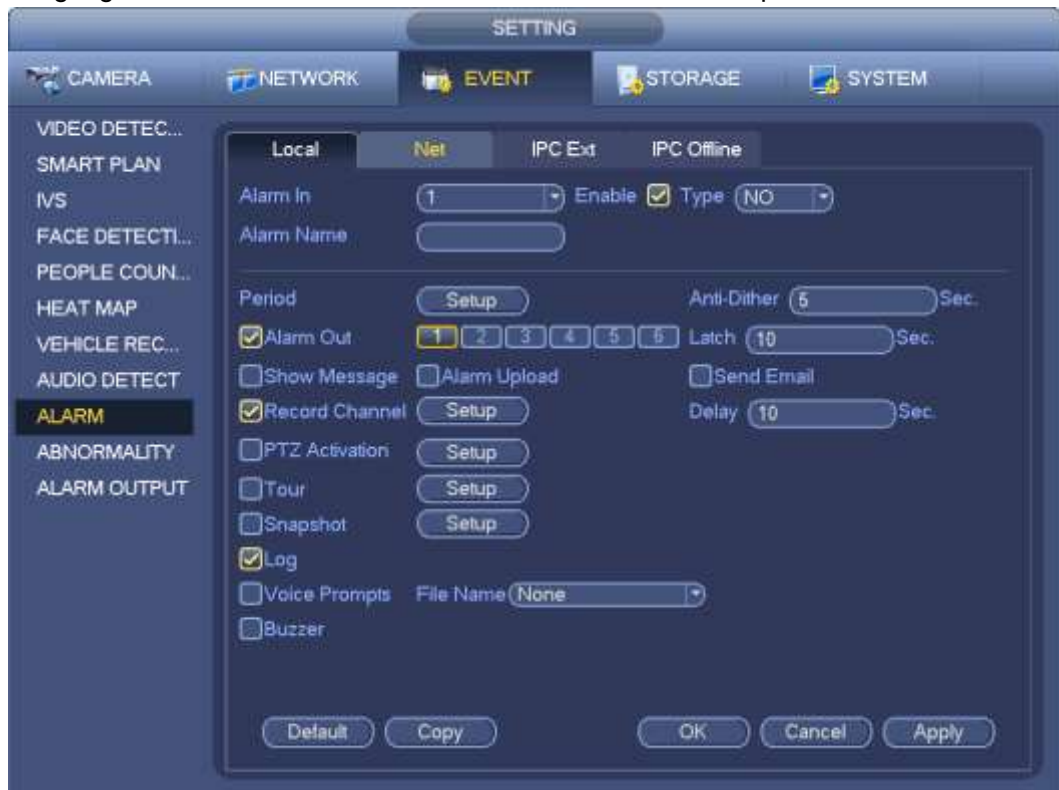 SETTING
CAMERA NETWORK EVENT STORAGE SYSTEM
VIDEO DETEC...
SMART PLAN
IVS
FACE DETECTI...
PEOPLE COUN...
HEAT MAP
VEHICLE REC...
AUDIO DETECT
ALARM
ABNORMALITY
ALARM OUTPUT
Local Net IPC Ext IPC Offline
Alarm In 1 Enable Type NO
Alarm Name
Period Setup Anti-Dither 5 Sec.
Alarm Out 1 2 3 4 5 6 Latch 10 Sec.
Show Message Alarm Upload Send Email
Record Channel Setup Delay 10 Sec.
PTZ Activation Setup
Tour Setup
Snapshot Setup
Log
Voice Prompts File Name None
Buzzer
Default Copy OK Cancel Apply